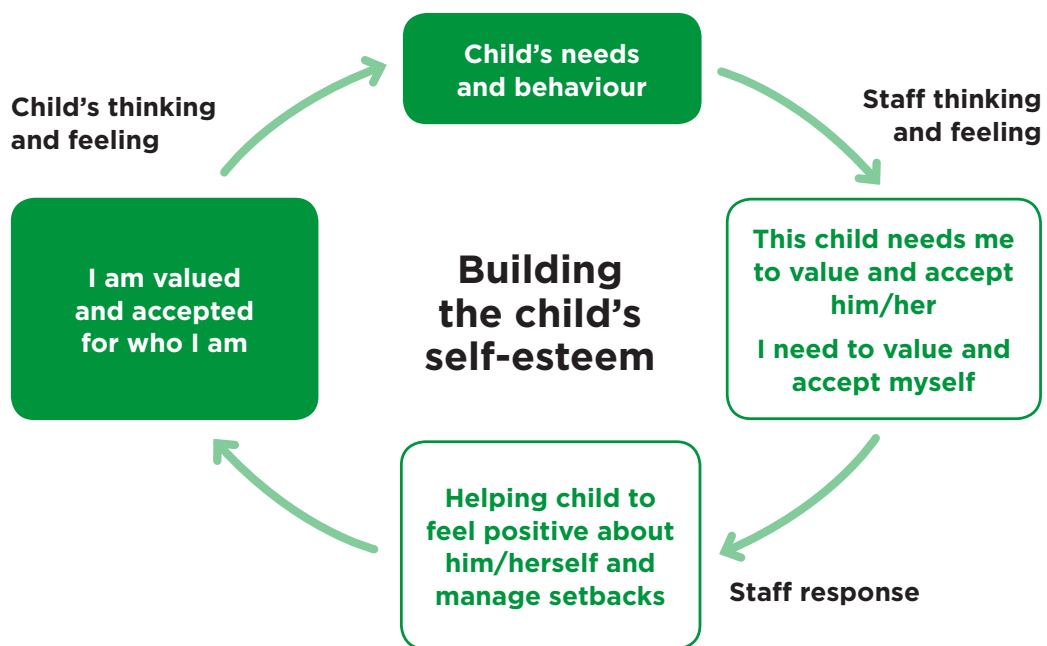 Child’s needs
and behaviour
Staff thinking
and feeling
This child needs me
to value and accept
him/her
I need to value and
accept myself
Staff response
Helping child to
feel positive about
him/herself and
manage setbacks
I am valued
and accepted
for who I am
Child’s thinking
and feeling
Building
the child’s
self-esteem